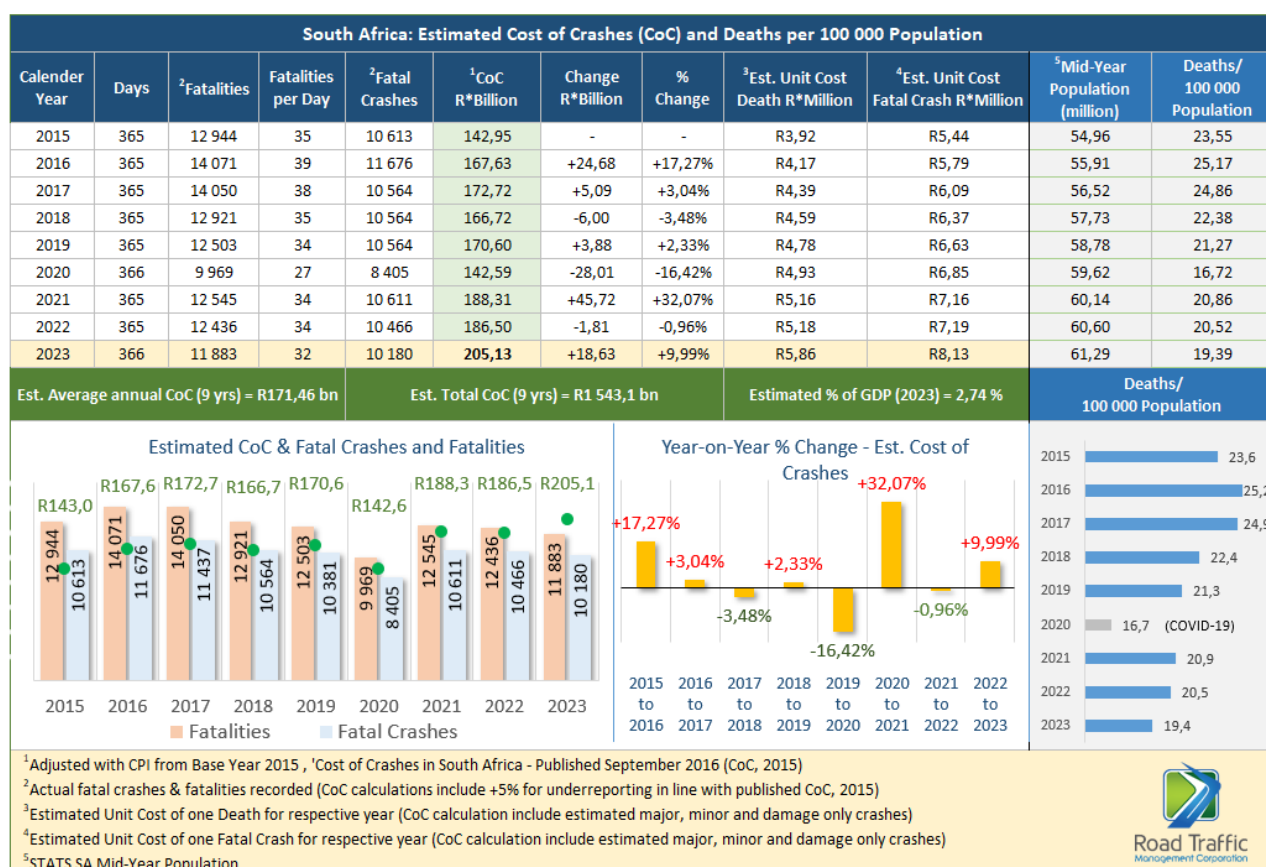 South Africa: Estimated Cost of Crashes (CoC) and Deaths per 100 000 Population
Calender Year Days ²Fatalities Fatalities per Day ²Fatal Crashes ¹CoC R*Billion Change R*Billion % Change ³Est. Unit Cost Death R*Million ⁴Est. Unit Cost Fatal Crash R*Million ⁵Mid-Year Population (million) Deaths/ 100 000 Population
2015 365 12 944 35 10 613 142,95 - - R3,92 R5,44 54,96 23,55
2016 365 14 071 39 11 676 167,63 +24,68 +17,27% R4,17 R5,79 55,91 25,17
2017 365 14 050 38 10 564 172,72 +5,09 +3,04% R4,39 R6,09 56,52 24,86
2018 365 12 921 35 10 564 166,72 -6,00 -3,48% R4,59 R6,37 57,73 22,38
2019 365 12 503 34 10 564 170,60 +3,88 +2,33% R4,78 R6,63 58,78 21,27
2020 366 9 969 27 8 405 142,59 -28,01 -16,42% R4,93 R6,85 59,62 16,72
2021 365 12 545 34 10 611 188,31 +45,72 +32,07% R5,16 R7,16 60,14 20,86
2022 365 12 436 34 10 466 186,50 -1,81 -0,96% R5,18 R7,19 60,60 20,52
2023 366 11 883 32 10 180 205,13 +18,63 +9,99% R5,86 R8,13 61,29 19,39
Est. Average annual CoC (9 yrs) = R171,46 bn Est. Total CoC (9 yrs) = R1 543,1 bn Estimated % of GDP (2023) = 2,74 %
Deaths/
100 000 Population
Estimated CoC & Fatal Crashes and Fatalities
R143,0 R167,6 R172,7 R166,7 R170,6 R142,6 R188,3 R186,5 R205,1
12 944 10 613 14 071 11 676 14 050 11 437 12 921 10 564 12 503 10 381 9 969 8 405 12 545 10 611 12 436 10 466 11 883 10 180
2015 2016 2017 2018 2019 2020 2021 2022 2023
Fatalities Fatal Crashes
Year-on-Year % Change - Est. Cost of
Crashes
+17,27% +3,04% -3,48% +2,33% -16,42% +32,07% -0,96% +9,99%
2015 2016 2017 2018 2019 2020 2021 2022
to to to to to to to to
2016 2017 2018 2019 2020 2021 2022 2023
2015 23,6
2016 25,2
2017 24,9
2018 22,4
2019 21,3
2020 16,7 (COVID-19)
2021 20,9
2022 20,5
2023 19,4
¹Adjusted with CPI from Base Year 2015 , 'Cost of Crashes in South Africa - Published September 2016 (CoC, 2015)
²Actual fatal crashes & fatalities recorded (CoC calculations include +5% for underreporting in line with published CoC, 2015)
³Estimated Unit Cost of one Death for respective year (CoC calculation include estimated major, minor and damage only crashes)
⁴Estimated Unit Cost of one Fatal Crash for respective year (CoC calculation include estimated major, minor and damage only crashes)
⁵STATS SA Mid-Year Population
Road Traffic
Management Corporation